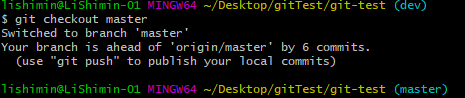 lishimin@LiShimin-01 MINGW64 ~/Desktop/gitTest/git-test (dev)
$ git checkout master
Switched to branch 'master'
Your branch is ahead of 'origin/master' by 6 commits.
  (use "git push" to publish your local commits)
lishimin@LiShimin-01 MINGW64 ~/Desktop/gitTest/git-test (master)